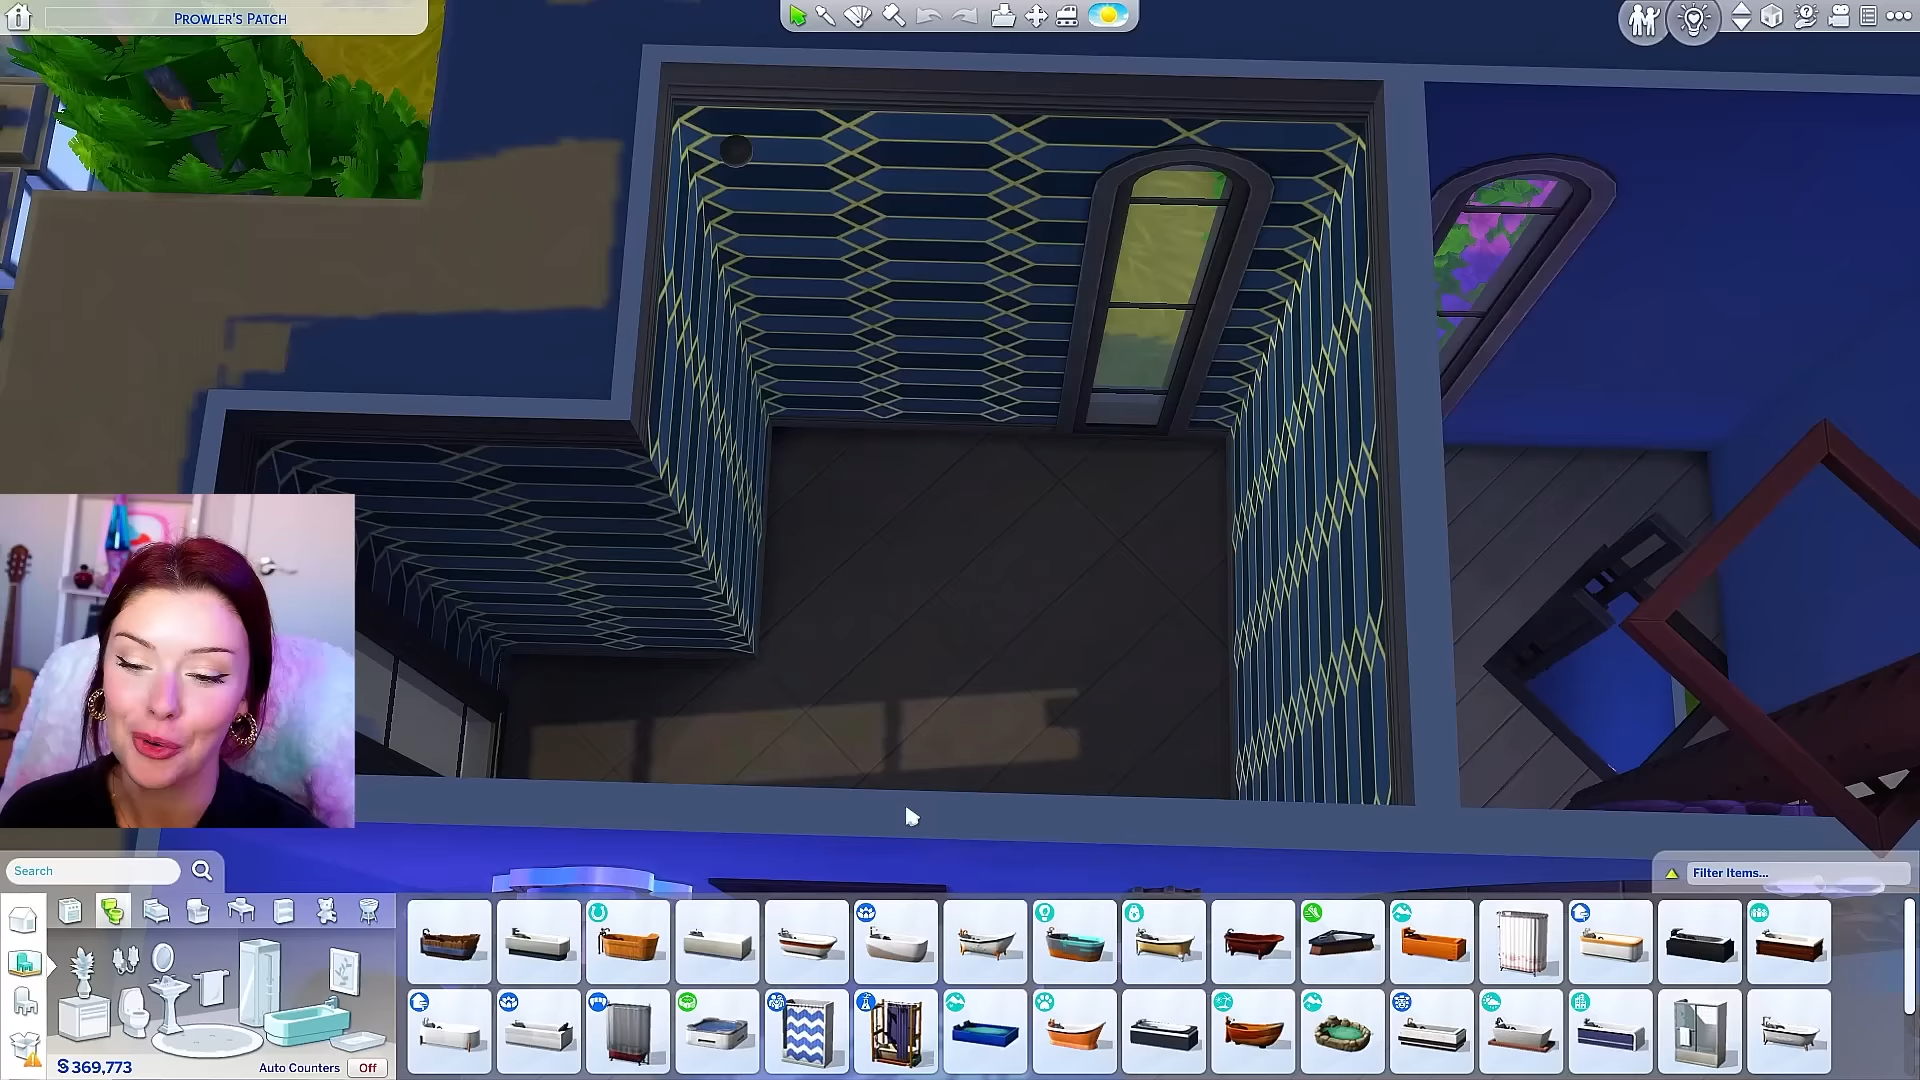 PROWLER'S PATCH
Search
Filter Items...
§369,773
Auto Counters
Off